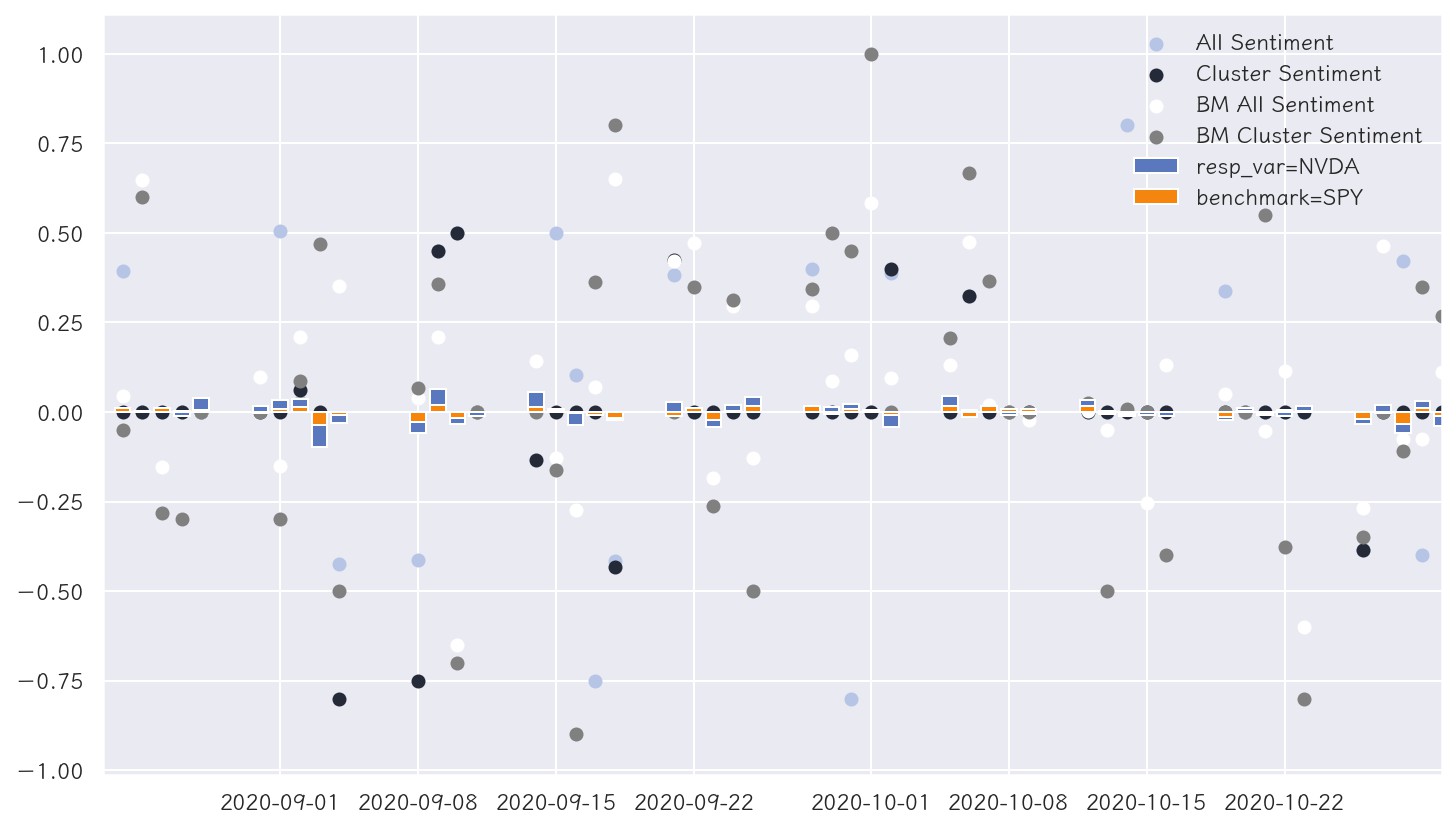 1.00
0.75
0.50
0.25
0.00
−0.25
−0.50
−0.75
−1.00
All Sentiment
Cluster Sentiment
BM All Sentiment
BM Cluster Sentiment
resp_var=NVDA
benchmark=SPY
2020-09-01 2020-09-08 2020-09-15 2020-09-22 2020-10-01 2020-10-08 2020-10-15 2020-10-22